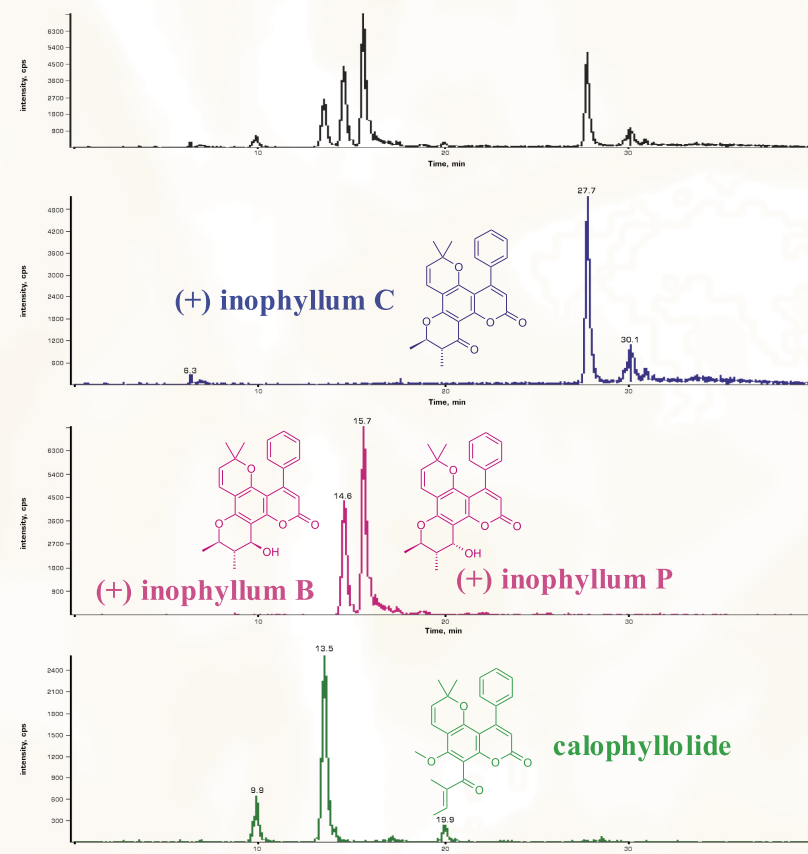 intensity, cps
6300
5400
4500
3600
2700
1800
900
10
20
30
Time, min
27.7
intensity, cps
4800
4200
3600
3000
2400
1800
1200
600
(+) inophyllum C
O
O
O
O
O
30.1
6.3
10
20
30
Time, min
15.7
intensity, cps
6300
5400
4500
3600
2700
1800
900
14.6
O
O
O
O
OH
O
O
O
O
OH
(+) inophyllum B
(+) inophyllum P
10
20
30
Time, min
13.5
intensity, cps
2400
2100
1800
1500
1200
900
600
300
O
O
O
O
O
calophyllolide
9.9
19.9
10
20
30